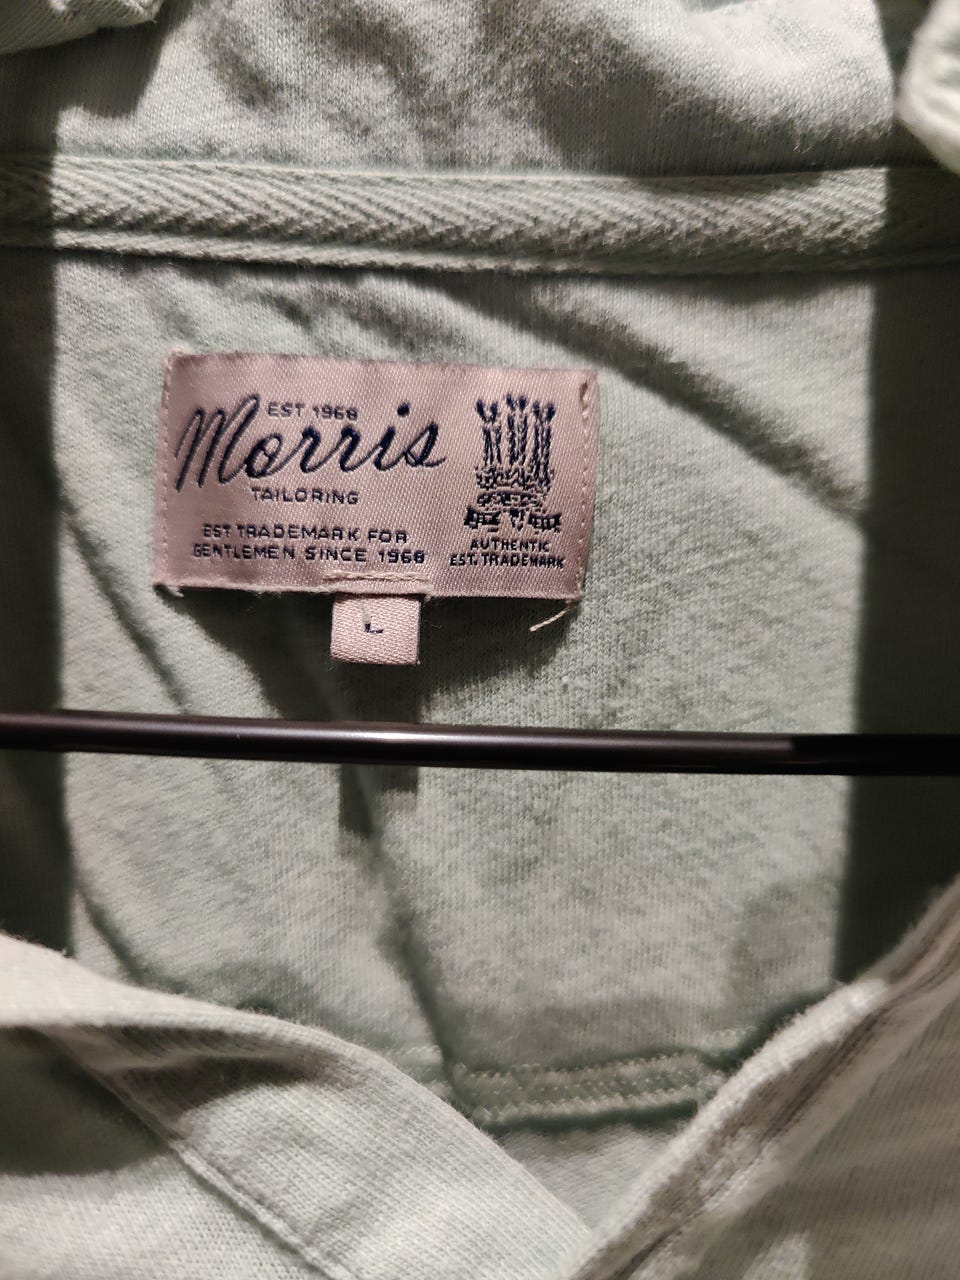 EST 1968
Morris
TAILORING
EST TRADEMARK FOR
GENTLEMEN SINCE 1968
AUTHENTIC
EST. TRADEMARK
L